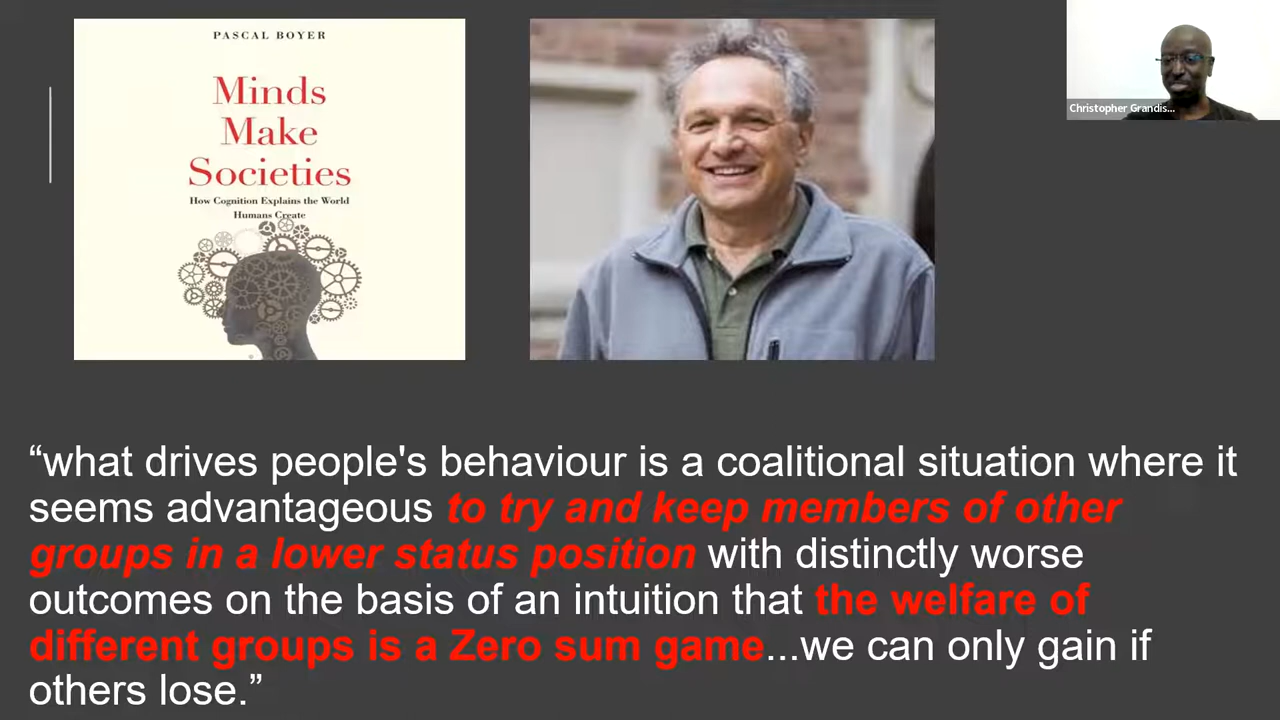 PASCAL BOYER
Minds
Make
Societies
How Cognition Explains the World
Humans Create
Christopher Grandis...
“what drives people's behaviour is a coalitional situation where it
seems advantageous to try and keep members of other
groups in a lower status position with distinctly worse
outcomes on the basis of an intuition that the welfare of
different groups is a Zero sum game...we can only gain if
others lose.”